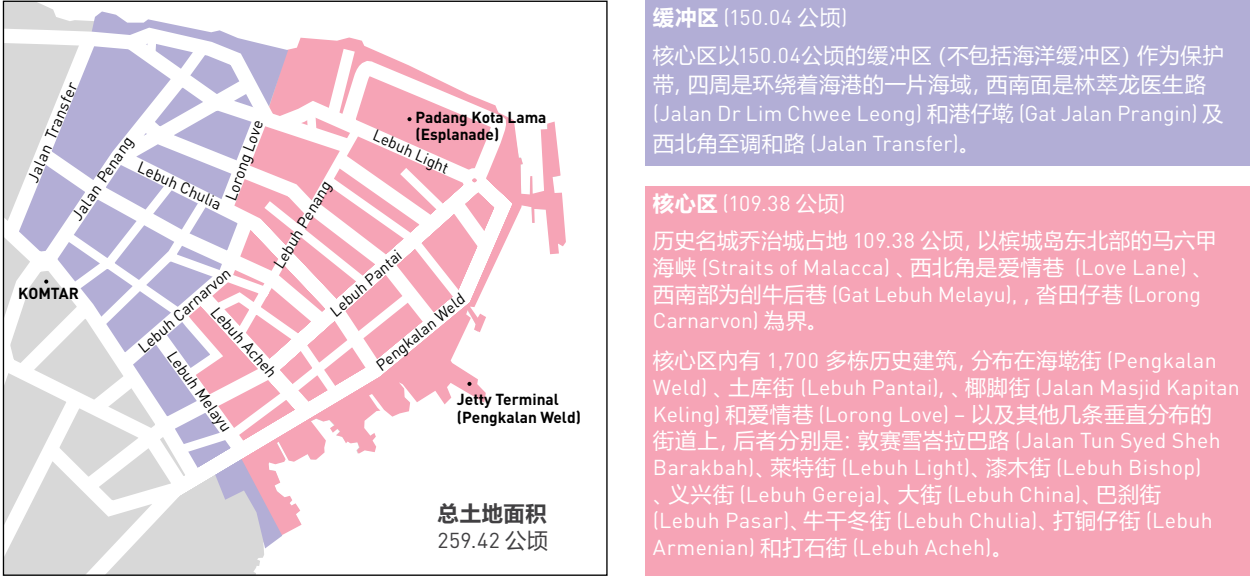 Jalan Transfer
Jalan Penang
Lebuh Chulia
Lorong Love
Padang Kota Lama
(Esplanade)
Lebuh Light
Lebuh Penang
Lebuh Pantai
KOMTAR
Lebuh Carnarvon
Lebuh Acheh
Pengkalan Weld
Lebuh Melayu
Jetty Terminal
(Pengkalan Weld)
总土地面积
259.42 公顷
缓冲区 (150.04 公顷)
核心区以150.04公顷的缓冲区 (不包括海洋缓冲区) 作为保护
带, 四周是环绕着海港的一片海域, 西南面是林萃龙医生路
(Jalan Dr Lim Chwee Leong) 和港仔墘 (Gat Jalan Prangin) 及
西北角至调和路 (Jalan Transfer)。
核心区 (109.38 公顷)
历史名城乔治城占地 109.38 公顷, 以槟城岛东北部的马六甲
海峡 (Straits of Malacca) 、西北角是爱情巷 (Love Lane) 、
西南部为刣牛后巷 (Gat Lebuh Melayu), , 沓田仔巷 (Lorong
Carnarvon) 為界。
核心区内有 1,700 多栋历史建筑, 分布在海墘街 (Pengkalan
Weld) 、土库街 (Lebuh Pantai), 、椰脚街 (Jalan Masjid Kapitan
Keling) 和爱情巷 (Lorong Love) – 以及其他几条垂直分布的
街道上, 后者分别是: 敦赛雪峇拉巴路 (Jalan Tun Syed Sheh
Barakbah)、萊特街 (Lebuh Light)、漆木街 (Lebuh Bishop)
、义兴街 (Lebuh Gereja)、大街 (Lebuh China)、巴刹街
(Lebuh Pasar)、牛干冬街 (Lebuh Chulia)、打铜仔街 (Lebuh
Armenian) 和打石街 (Lebuh Acheh)。